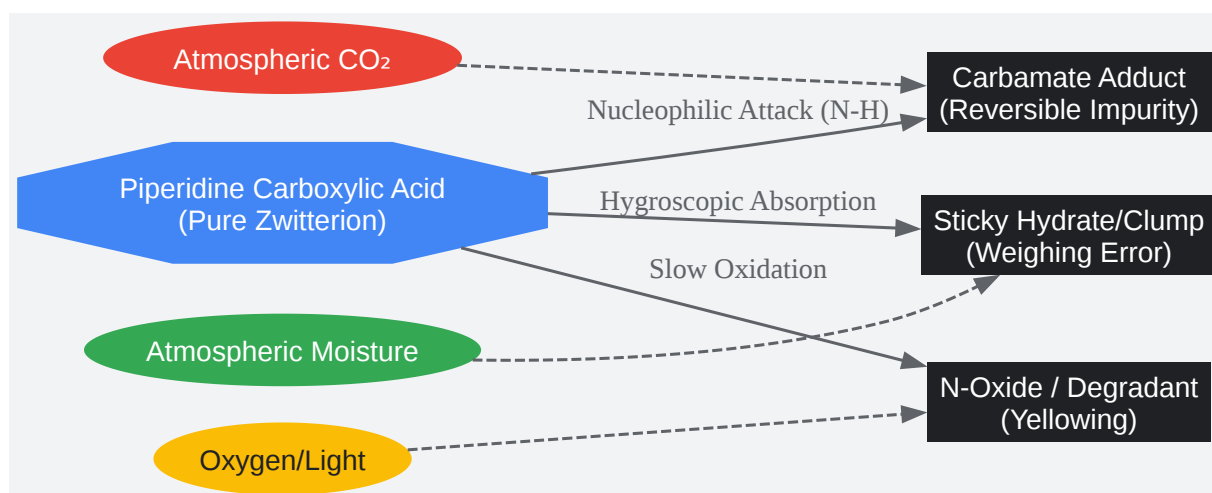 Atmospheric CO₂
Carbamate Adduct
(Reversible Impurity)
Nucleophilic Attack (N-H)
Piperidine Carboxylic Acid
(Pure Zwitterion)
Hygroscopic Absorption
Sticky Hydrate/Clump
(Weighing Error)
Slow Oxidation
Atmospheric Moisture
N-Oxide / Degradant
(Yellowing)
Oxygen/Light